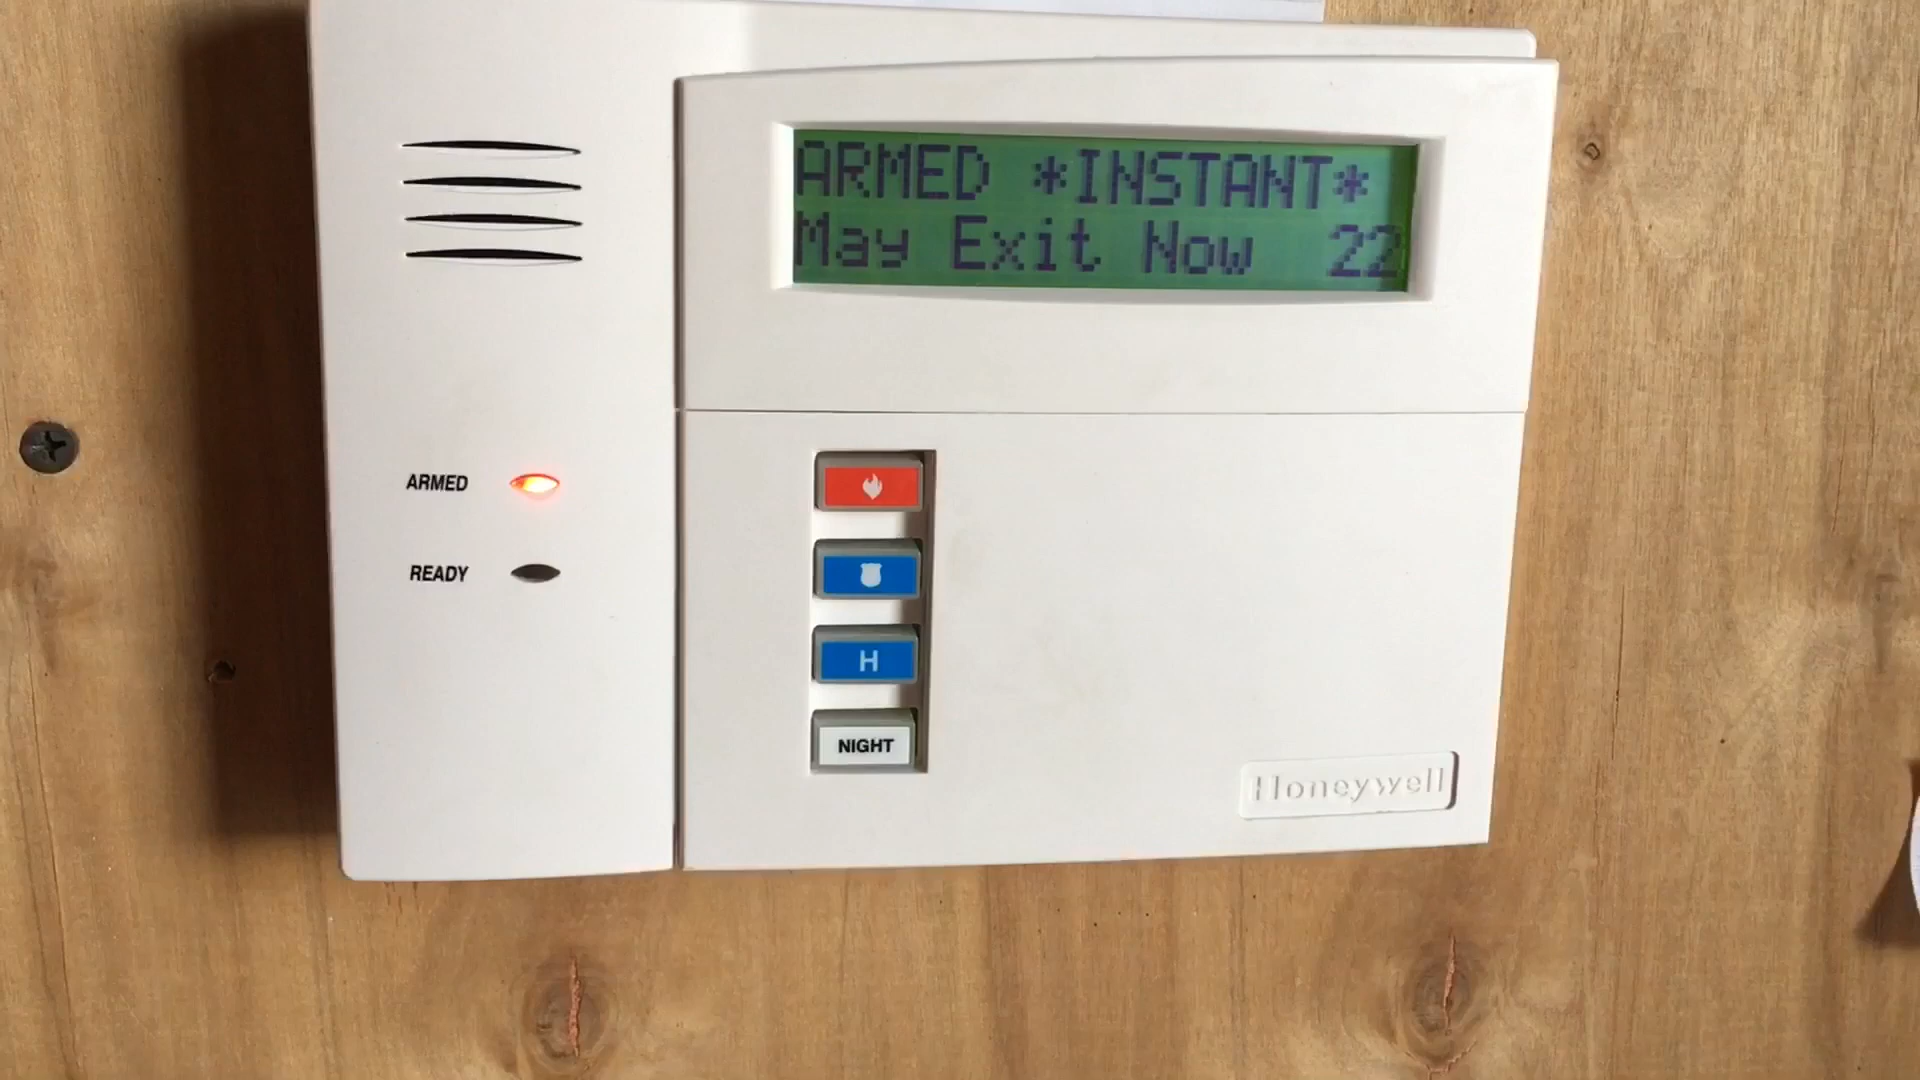 ARMED *INSTANT*
May Exit Now 22
ARMED
READY
H
NIGHT
Honeywell